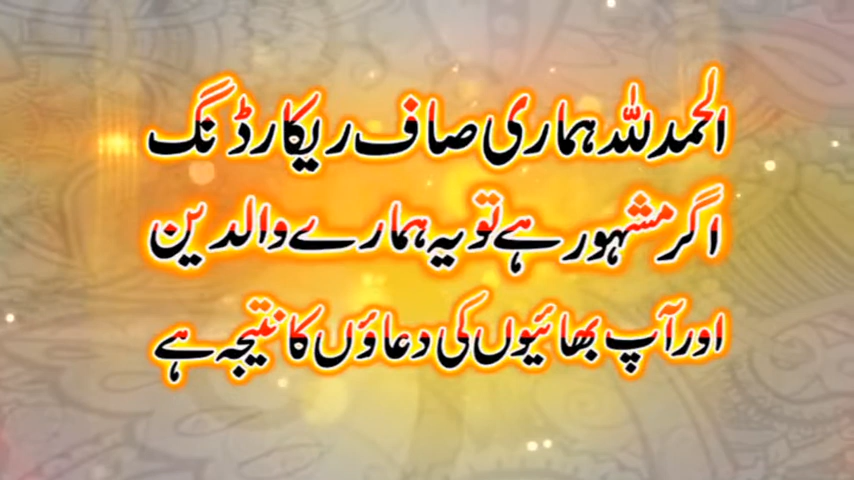 الحمدللہ ہماری صاف ریکارڈنگ
اگر مشہور ہے تو یہ ہمارے والدین
اور آپ بھائیوں کی دعاؤں کا نتیجہ ہے